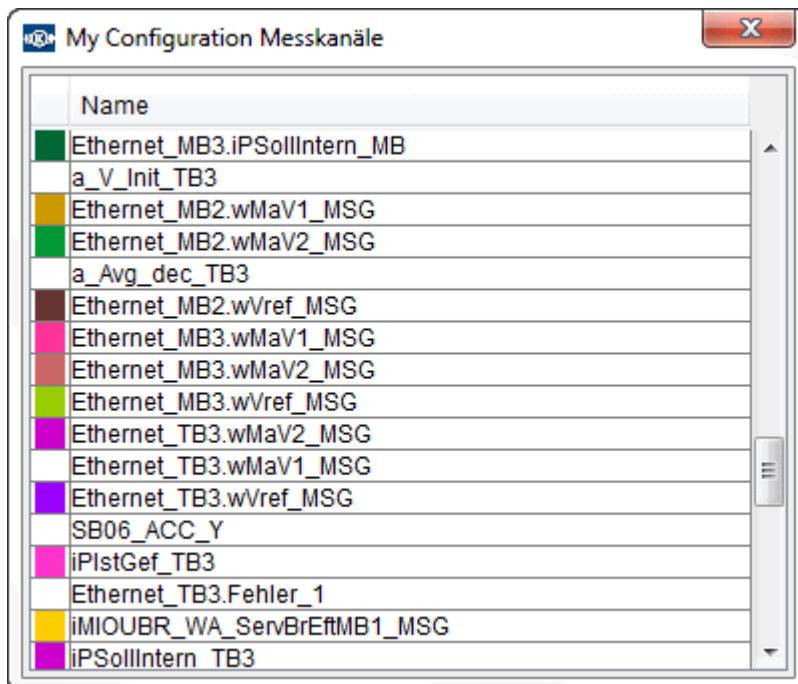 My Configuration Messkanäle
Name
Ethernet_MB3.iPSollIntern_MB
a_V_Init_TB3
Ethernet_MB2.wMaV1_MSG
Ethernet_MB2.wMaV2_MSG
a_Avg_dec_TB3
Ethernet_MB2.wVref_MSG
Ethernet_MB3.wMaV1_MSG
Ethernet_MB3.wMaV2_MSG
Ethernet_MB3.wVref_MSG
Ethernet_TB3.wMaV2_MSG
Ethernet_TB3.wMaV1_MSG
Ethernet_TB3.wVref_MSG
SB06_ACC_Y
iPIstGef_TB3
Ethernet_TB3.Fehler_1
iMIOUBR_WA_ServBrEftMB1_MSG
iPSollIntern_TB3